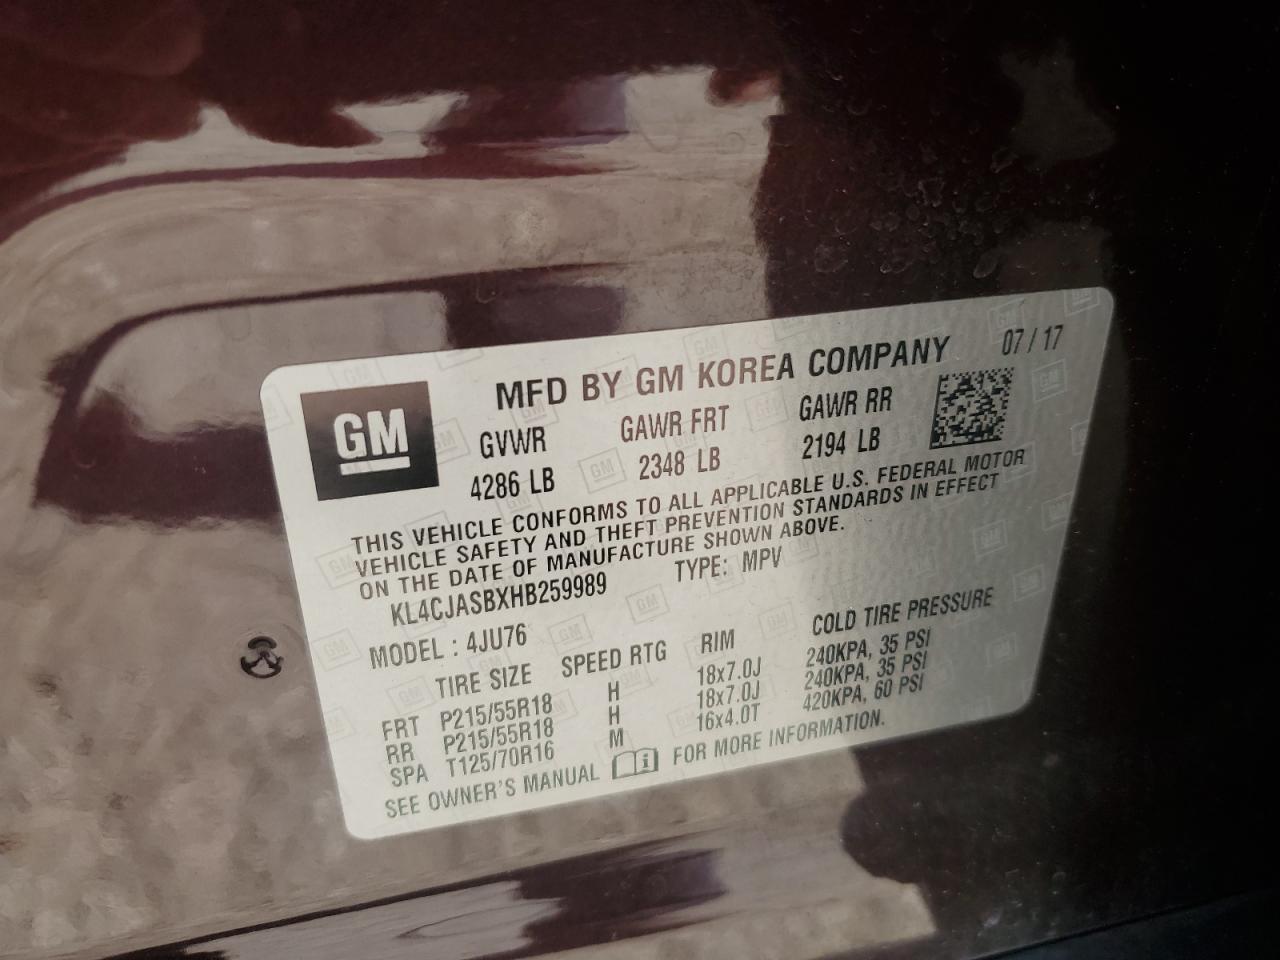 MFD BY GM KOREA COMPANY 07 / 17
GM
GVWR GAWR FRT GAWR RR
4286 LB 2348 LB 2194 LB
THIS VEHICLE CONFORMS TO ALL APPLICABLE U.S. FEDERAL MOTOR
VEHICLE SAFETY AND THEFT PREVENTION STANDARDS IN EFFECT
ON THE DATE OF MANUFACTURE SHOWN ABOVE.
KL4CJASBXHB259989 TYPE: MPV
MODEL : 4JU76
TIRE SIZE SPEED RTG RIM COLD TIRE PRESSURE
FRT P215/55R18 H 18x7.0J 240KPA, 35 PSI
RR P215/55R18 H 18x7.0J 240KPA, 35 PSI
SPA T125/70R16 M 16x4.0T 420KPA, 60 PSI
SEE OWNER'S MANUAL FOR MORE INFORMATION.